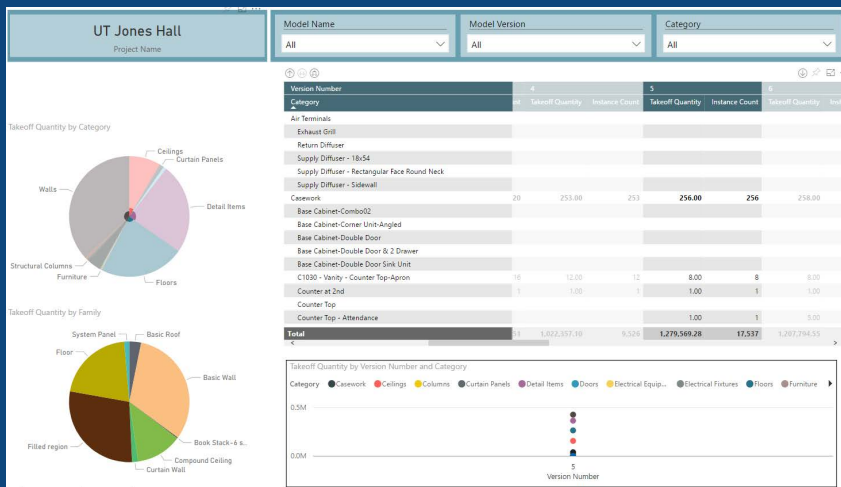 UT Jones Hall
Project Name
Model Name
All
Model Version
All
Category
All
Takeoff Quantity by Category
Ceilings
Curtain Panels
Walls
Detail Items
Structural Columns
Furniture
Floors
Takeoff Quantity by Family
System Panel
Basic Roof
Floor
Basic Wall
Filled region
Book Stack-6 s..
Compound Ceiling
Curtain Wall
Version Number 4 5 6
Category Takeoff Quantity Instance Count Takeoff Quantity Instance Count Takeoff Quantity
Air Terminals
Exhaust Grill
Return Diffuser
Supply Diffuser - 18x54
Supply Diffuser - Rectangular Face Round Neck
Supply Diffuser - Sidewall
Casework 20 253.00 253 256.00 256 258.00
Base Cabinet-Combo02
Base Cabinet-Corner Unit-Angled
Base Cabinet-Double Door
Base Cabinet-Double Door & 2 Drawer
Base Cabinet-Double Door Sink Unit
C1030 - Vanity - Counter Top-Apron 16 12.00 12 8.00 8 8.00
Counter at 2nd 1 1.00 1 1.00 1 1.00
Counter Top
Counter Top - Attendance 1.00 1 5.00
Total 1,022,357.10 9,526 1,279,569.28 17,537 1,297,794.55
Takeoff Quantity by Version Number and Category
Category Casework Ceilings Columns Curtain Panels Detail Items Doors Electrical Equip... Electrical Fixtures Floors Furniture
0.5M
0.0M
5
Version Number